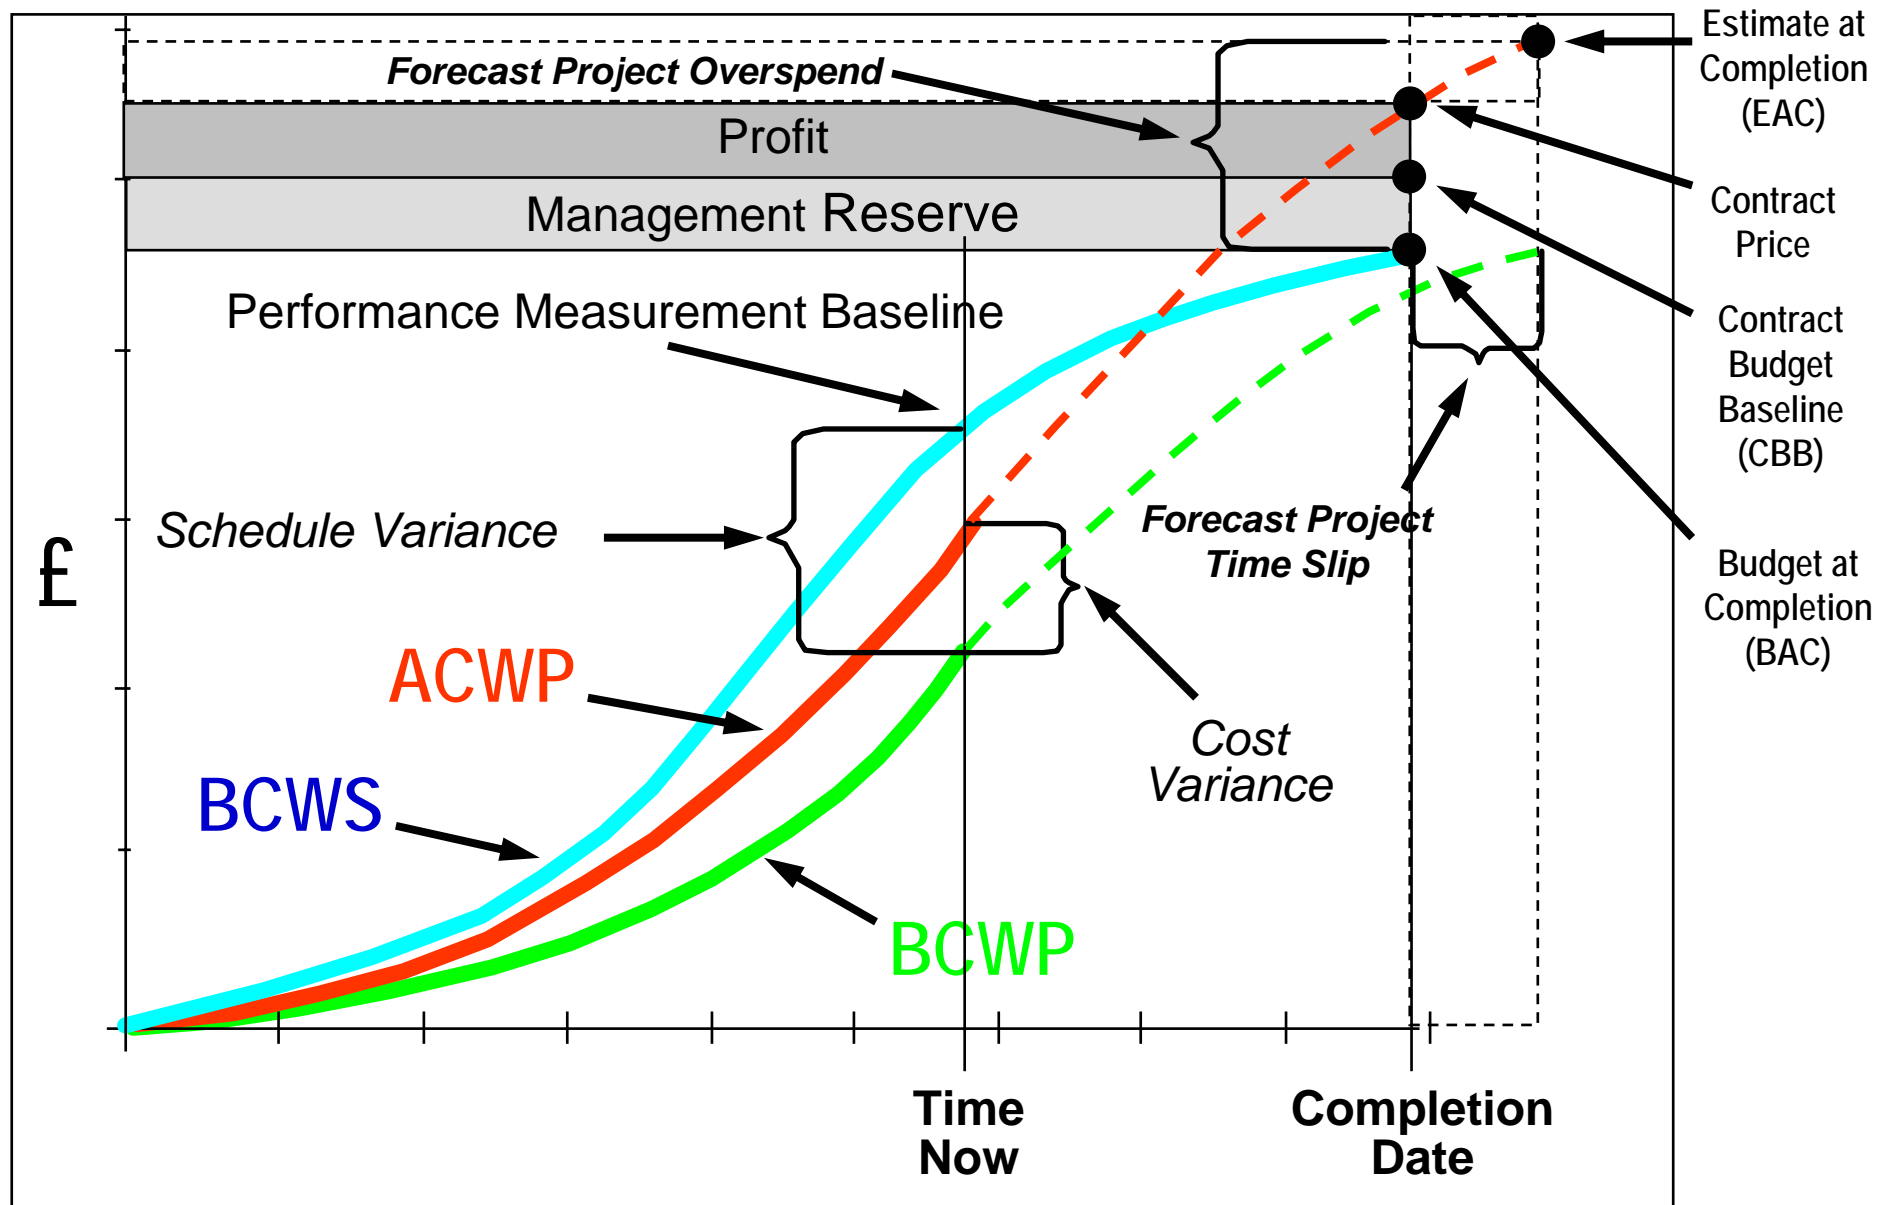 Estimate at
Completion
(EAC)
Forecast Project Overspend
Profit
Management Reserve
Contract
Price
Performance Measurement Baseline
Contract
Budget
Baseline
(CBB)
Schedule Variance
Forecast Project
Time Slip
£
Budget at
Completion
(BAC)
ACWP
Cost
Variance
BCWS
BCWP
Time
Now
Completion
Date